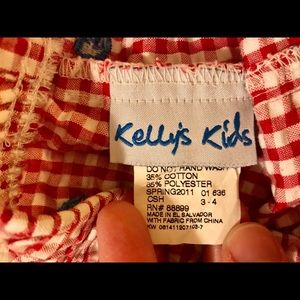 Kelly's Kids
DO NOT HAND WASH
35% COTTON
65% POLYESTER
SPRING2011 01 636
CSH 3 - 4
RN# 88899
MADE IN EL SALVADOR
WITH FABRIC FROM CHINA